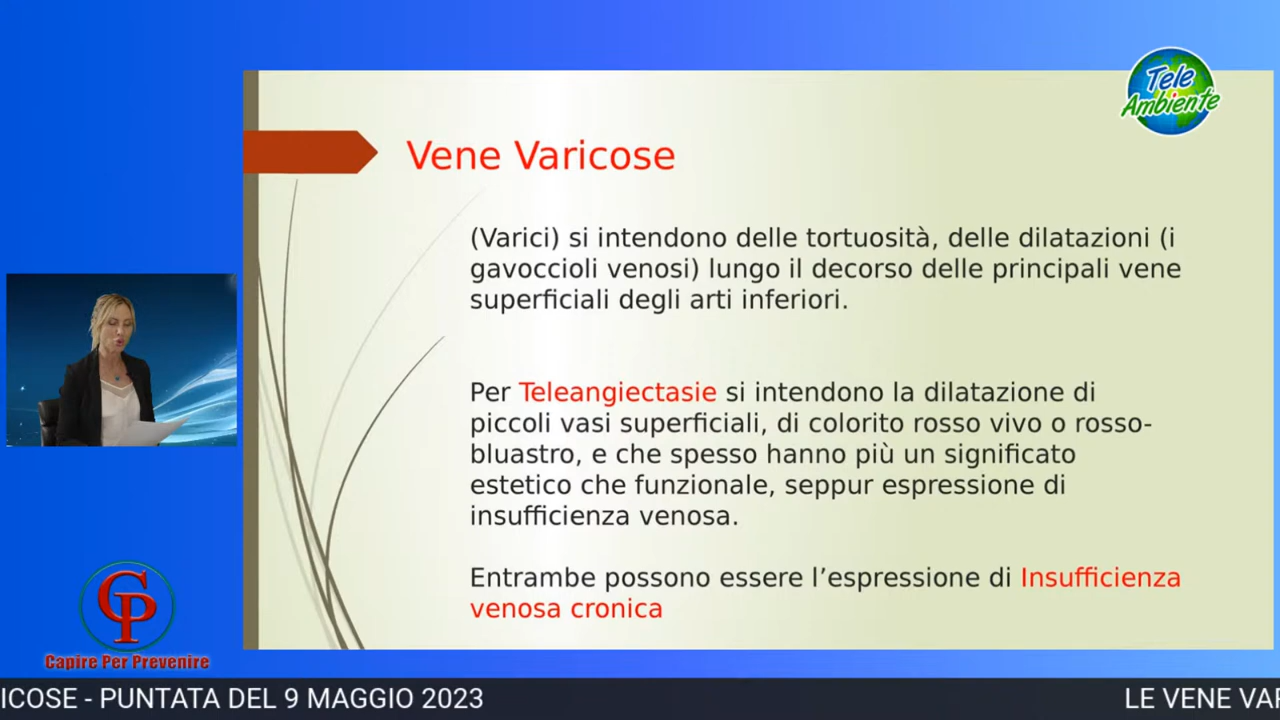 Tele
Ambiente
Vene Varicose
(Varici) si intendono delle tortuosità, delle dilatazioni (i
gavoccioli venosi) lungo il decorso delle principali vene
superficiali degli arti inferiori.
Per Teleangiectasie si intendono la dilatazione di
piccoli vasi superficiali, di colorito rosso vivo o rosso-
bluastro, e che spesso hanno più un significato
estetico che funzionale, seppur espressione di
insufficienza venosa.
Entrambe possono essere l’espressione di Insufficienza
venosa cronica
CP
Capire Per Prevenire
ICOSE - PUNTATA DEL 9 MAGGIO 2023
LE VENE VAR